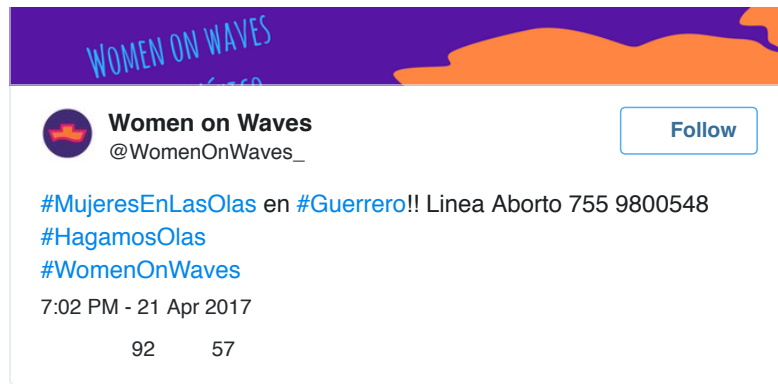 WOMEN ON WAVES
Women on Waves
@WomenOnWaves_
Follow
#MujeresEnLasOlas en #Guerrero!! Linea Aborto 755 9800548
#HagamosOlas
#WomenOnWaves
7:02 PM - 21 Apr 2017
92 57